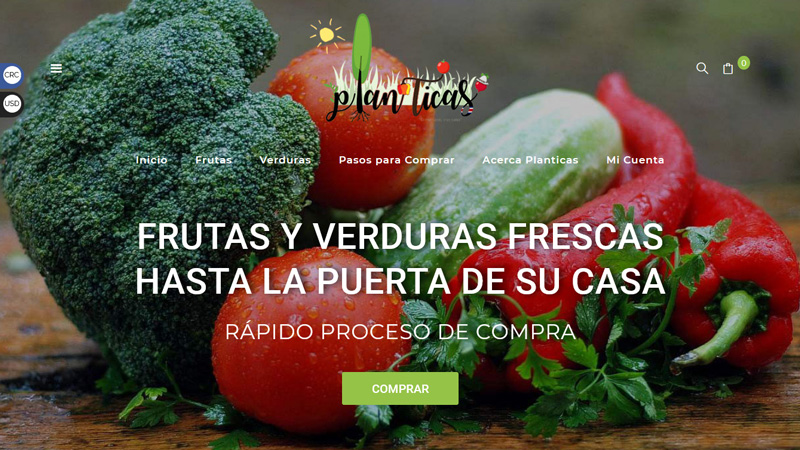 CRC
USD
planTicas
0
Inicio Frutas Verduras Pasos para Comprar Acerca Planticas Mi Cuenta
FRUTAS Y VERDURAS FRESCAS
HASTA LA PUERTA DE SU CASA
RÁPIDO PROCESO DE COMPRA
COMPRAR